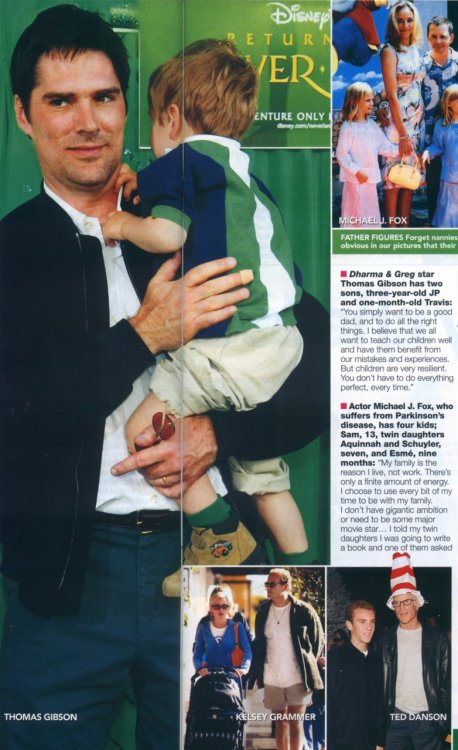 Disney
RETURN
VER
ENTURE ONLY
disney.com/neverlan
MICHAEL J. FOX
FATHER FIGURES Forget nannies
obvious in our pictures that their
Dharma & Greg star
Thomas Gibson has two
sons, three-year-old JP
and one-month-old Travis:
“You simply want to be a good
dad, and to do all the right
things. I believe that we all
want to teach our children well
and have them benefit from
our mistakes and experiences.
But children are very resilient.
You don't have to do everything
perfect, every time.”
Actor Michael J. Fox, who
suffers from Parkinson's
disease, has four kids;
Sam, 13, twin daughters
Aquinnah and Schuyler,
seven, and Esmé, nine
months: “My family is the
reason I live, not work. There's
only a finite amount of energy.
I choose to use every bit of my
time to be with my family.
I don't have gigantic ambition
or need to be some major
movie star... I told my twin
daughters I was going to write
a book and one of them asked
THOMAS GIBSON
KELSEY GRAMMER
TED DANSON